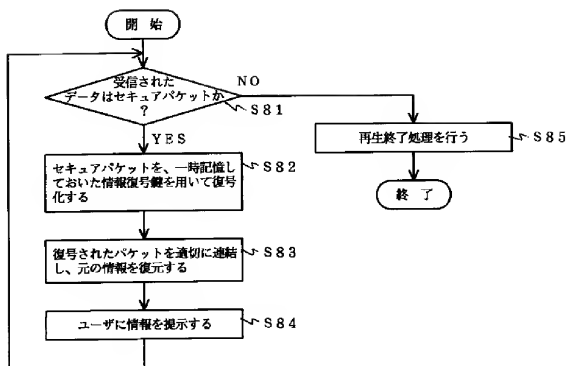 開 始
受信された
データはセキュアパケットか
?
NO
S81
YES
再生終了処理を行う
S85
セキュアパケットを、一時記憶し
ておいた情報復号鍵を用いて復号
化する
S82
終 了
復号されたパケットを適切に連結
し、元の情報を復元する
S83
ユーザに情報を提示する
S84